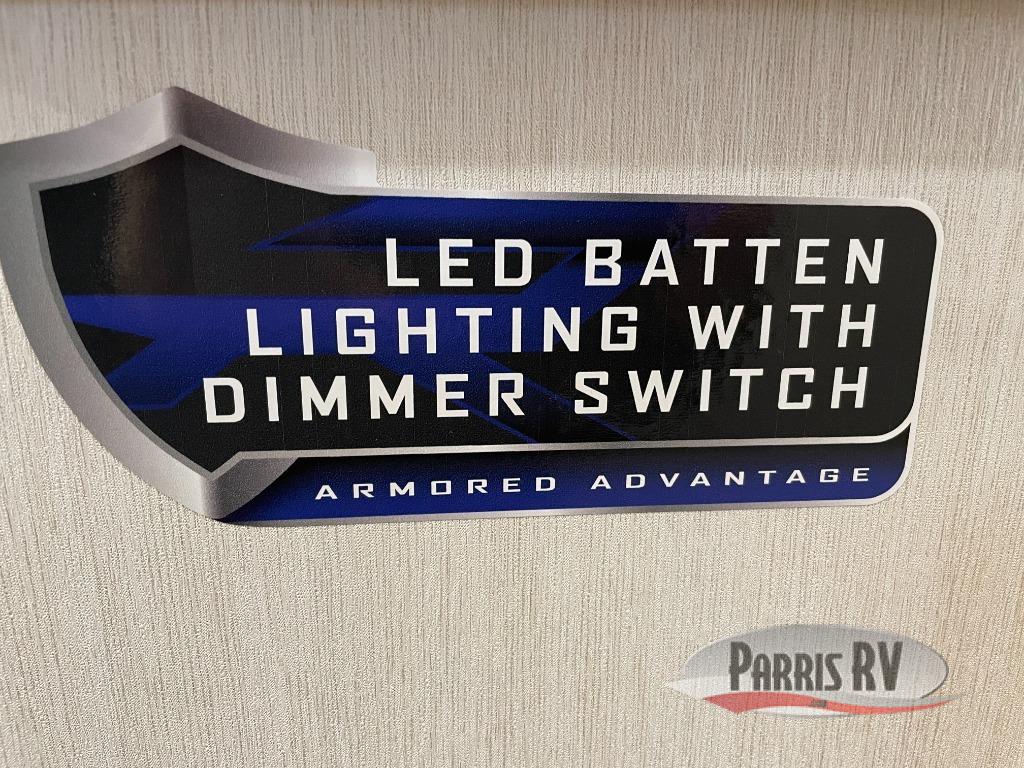 LED BATTEN
LIGHTING WITH
DIMMER SWITCH
ARMORED ADVANTAGE
PARRIS RV